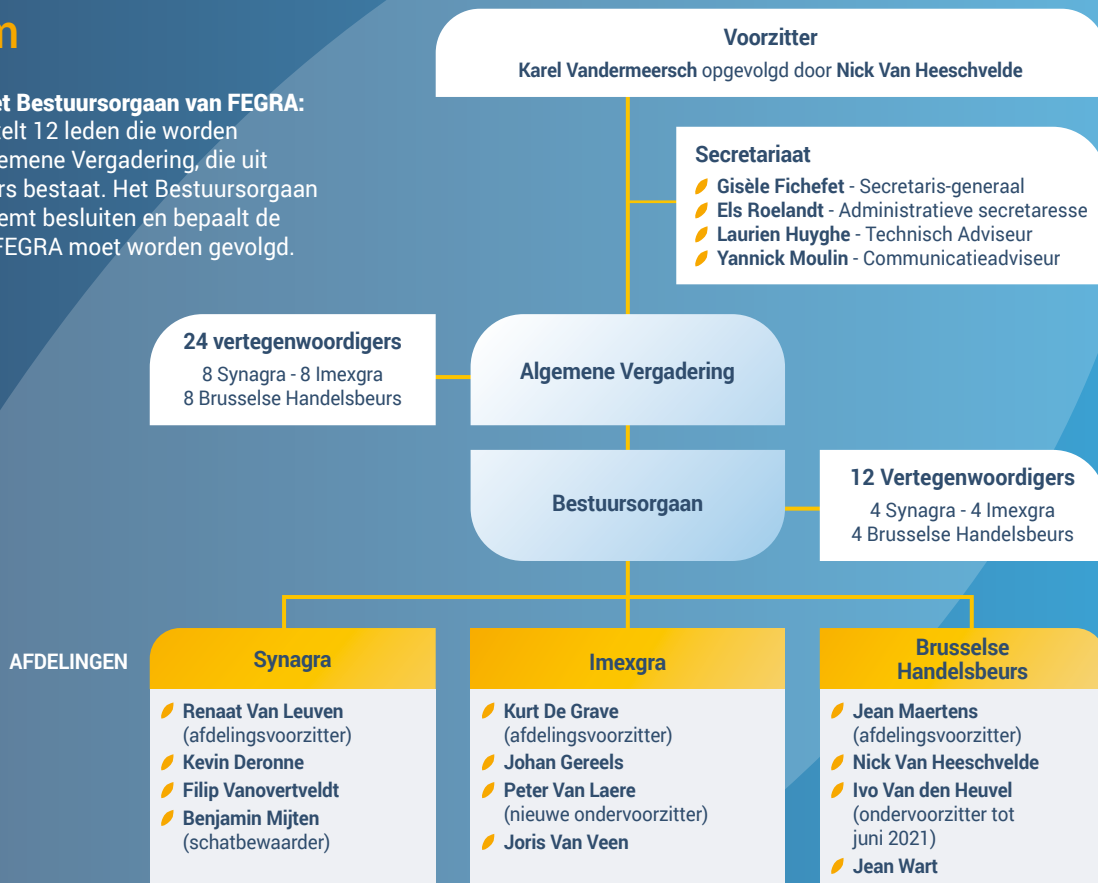 Voorzitter
Karel Vandermeersch opgevolgd door Nick Van Heeschvelde
Bestuursorgaan van FEGRA:
12 leden die worden
Vergadering, die uit
bestaat. Het Bestuursorgaan
besluiten en bepaalt de
FEGRA moet worden gevolgd.
Secretariaat
Gisèle Fichefet - Secretaris-generaal
Els Roelandt - Administratieve secretaresse
Laurien Huyghe - Technisch Adviseur
Yannick Moulin - Communicatieadviseur
24 vertegenwoordigers
8 Synagra - 8 Imexgra
8 Brusselse Handelsbeurs
Algemene Vergadering
Bestuursorgaan
12 Vertegenwoordigers
4 Synagra - 4 Imexgra
4 Brusselse Handelsbeurs
AFDELINGEN
Synagra
Renaat Van Leuven
(afdelingsvoorzitter)
Kevin Deronne
Filip Vanovertveldt
Benjamin Mijten
(schatbewaarder)
Imexgra
Kurt De Grave
(afdelingsvoorzitter)
Johan Gereels
Peter Van Laere
(nieuwe ondervoorzitter)
Joris Van Veen
Brusselse
Handelsbeurs
Jean Maertens
(afdelingsvoorzitter)
Nick Van Heeschvelde
Ivo Van den Heuvel
(ondervoorzitter tot
juni 2021)
Jean Wart